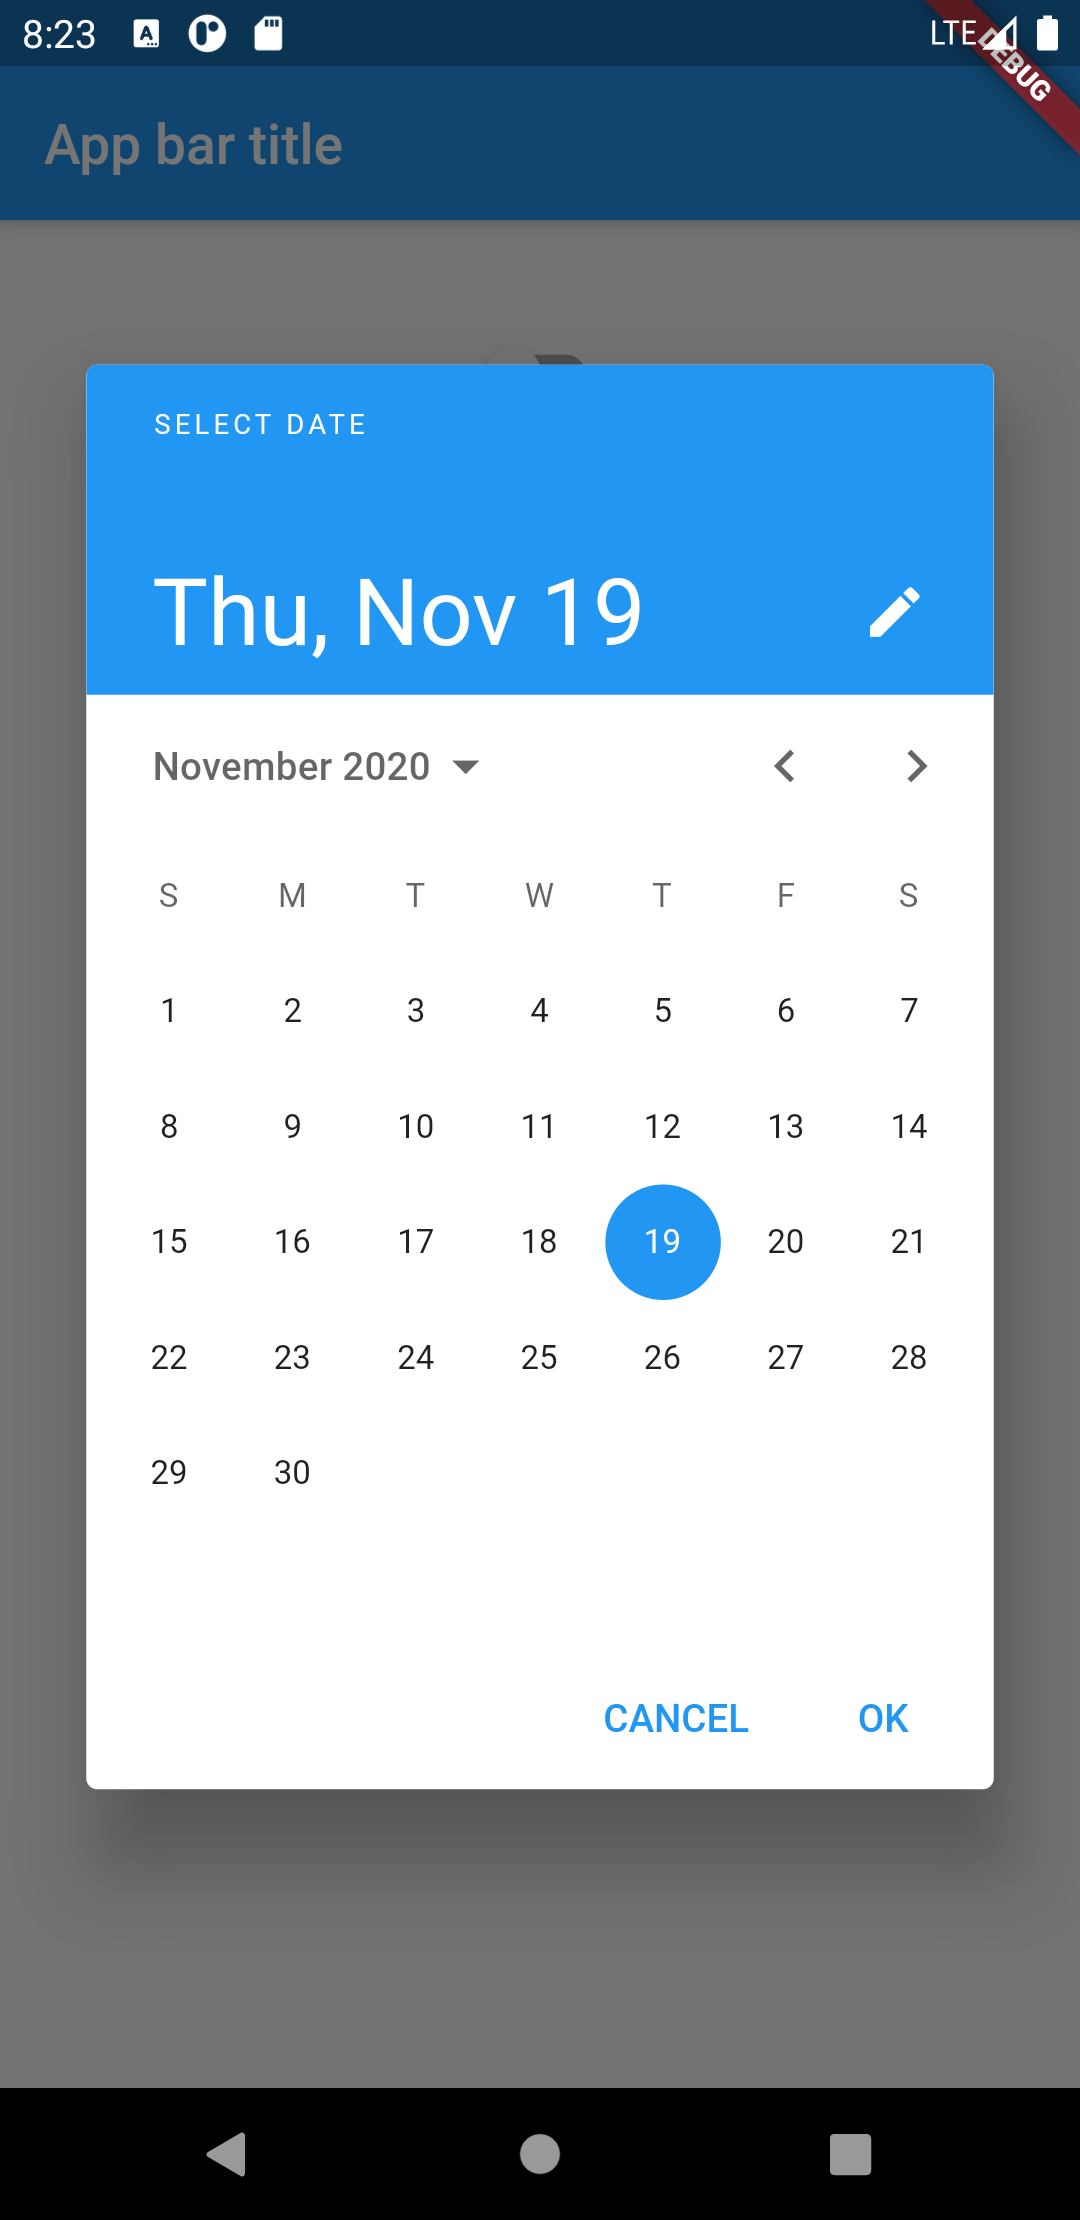 8:23 A LTE
DEBUG
App bar title
SELECT DATE
Thu, Nov 19
November 2020
S M T W T F S
1 2 3 4 5 6 7
8 9 10 11 12 13 14
15 16 17 18 19 20 21
22 23 24 25 26 27 28
29 30
CANCEL OK